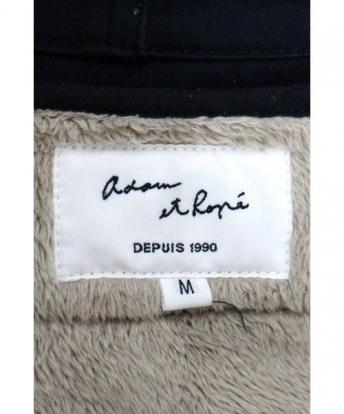 Adam
et Ropé
DEPUIS 1990
M